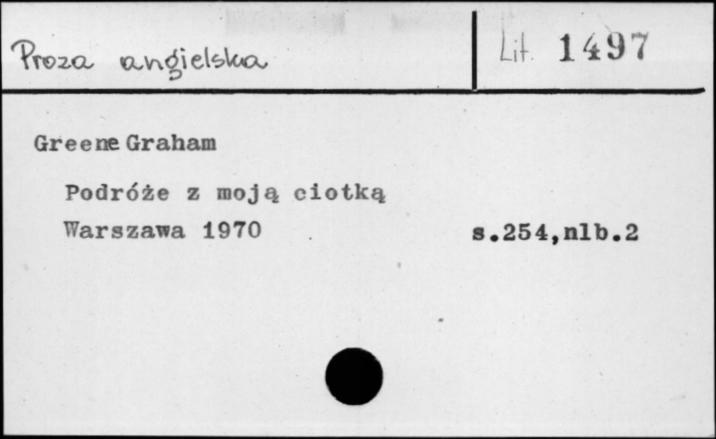 Proza angielska
Lit. 1497
Greene Graham
Podróże z moją ciotką
Warszawa 1970 s.254,nlb.2